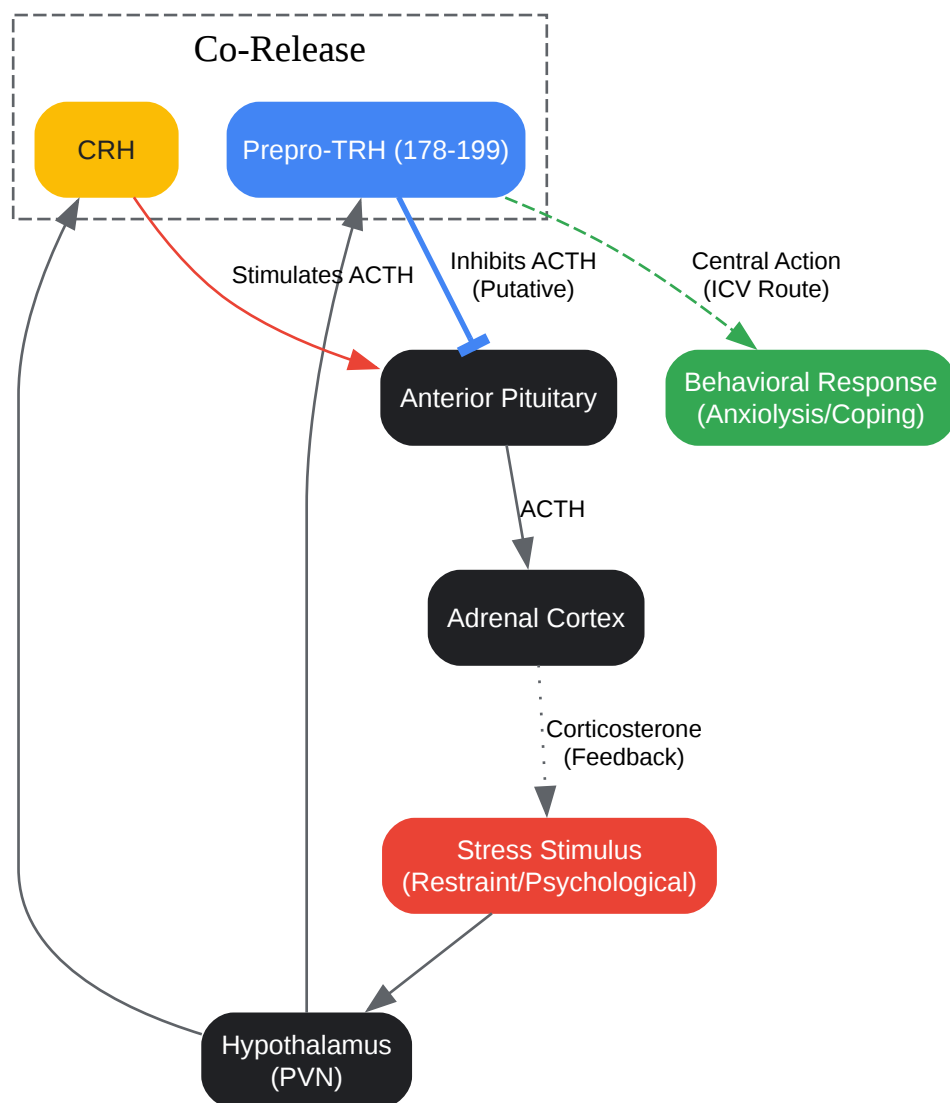 Co-Release
CRH
Prepro-TRH (178-199)
Stimulates ACTH
Inhibits ACTH
(Putative)
Central Action
(ICV Route)
Anterior Pituitary
Behavioral Response
(Anxiolysis/Coping)
ACTH
Adrenal Cortex
Corticosterone
(Feedback)
Stress Stimulus
(Restraint/Psychological)
Hypothalamus
(PVN)